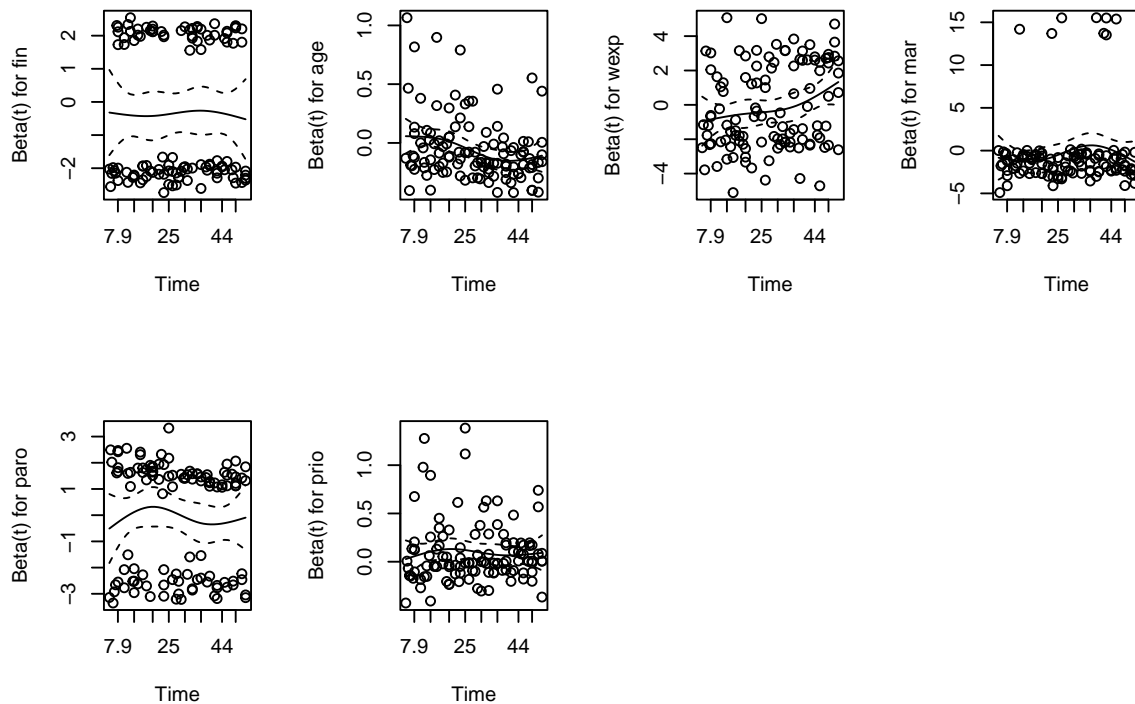 Beta(t) for fin
2
1
0
−2
7.9 25 44
Time
Beta(t) for age
1.0
0.5
0.0
7.9 25 44
Time
Beta(t) for wexp
4
2
0
−4
7.9 25 44
Time
Beta(t) for mar
15
10
5
0
−5
7.9 25 44
Time
Beta(t) for paro
3
1
−1
−3
7.9 25 44
Time
Beta(t) for prio
1.0
0.5
0.0
7.9 25 44
Time